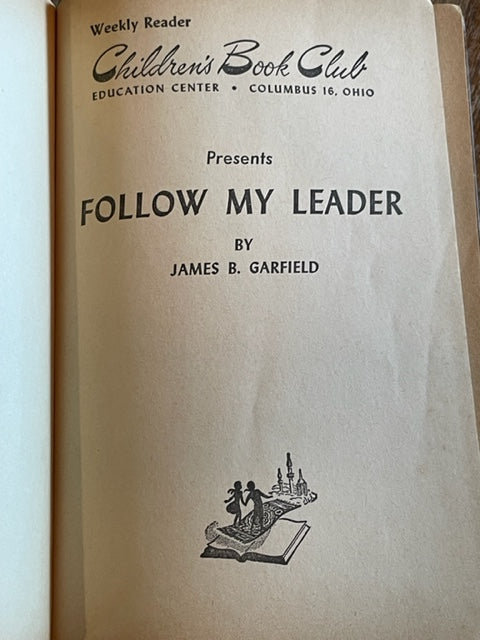 Weekly Reader
Children's Book Club
EDUCATION CENTER • COLUMBUS 16, OHIO
Presents
FOLLOW MY LEADER
BY
JAMES B. GARFIELD